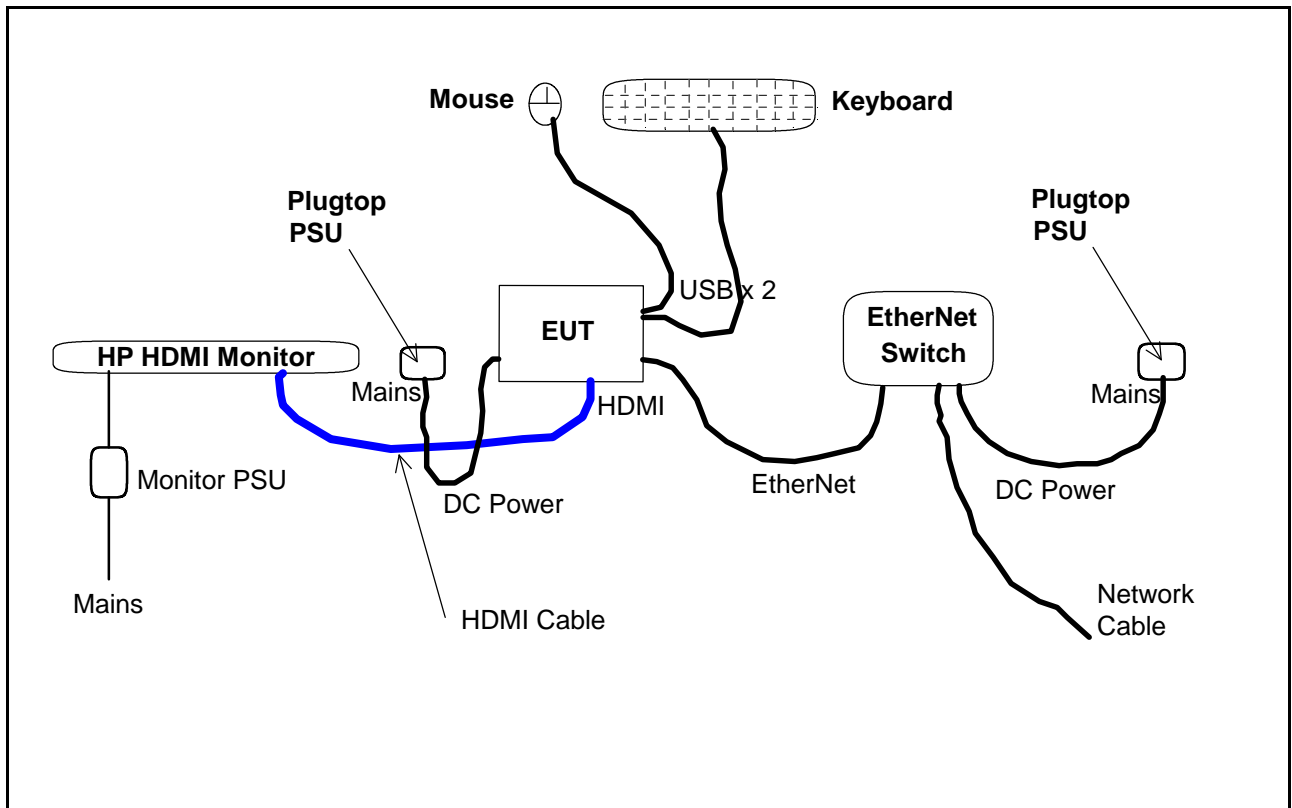 Mouse
Keyboard
Plugtop
PSU
Plugtop
PSU
USB x 2
EUT
EtherNet
Switch
HP HDMI Monitor
Mains
HDMI
Mains
Monitor PSU
DC Power
EtherNet
DC Power
Mains
HDMI Cable
Network
Cable